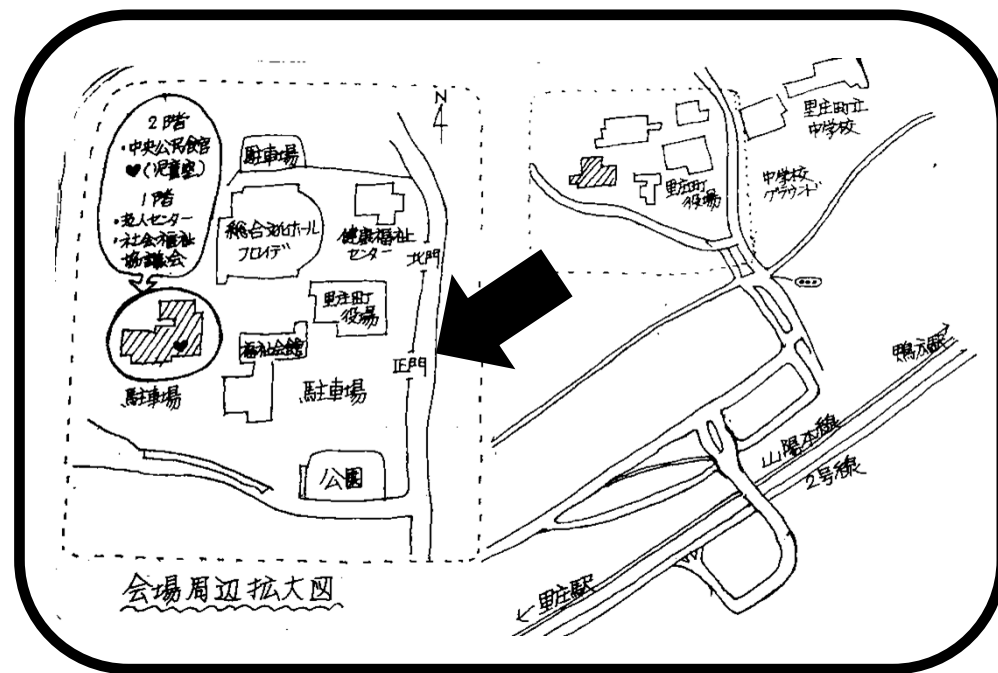 2階
・中央公民館
♥(児童室)
1階
・老人センター
・社会福祉
協議会
N
駐車場
総合文化ホール
フロイデ
健康福祉
センター
北門
里庄町
役場
福祉会館
正門
駐車場
駐車場
公園
会場周辺拡大図
里庄町立
中学校
中学校
グラウンド
里庄町
役場
鴨方駅
山陽本線
2号線
里庄駅